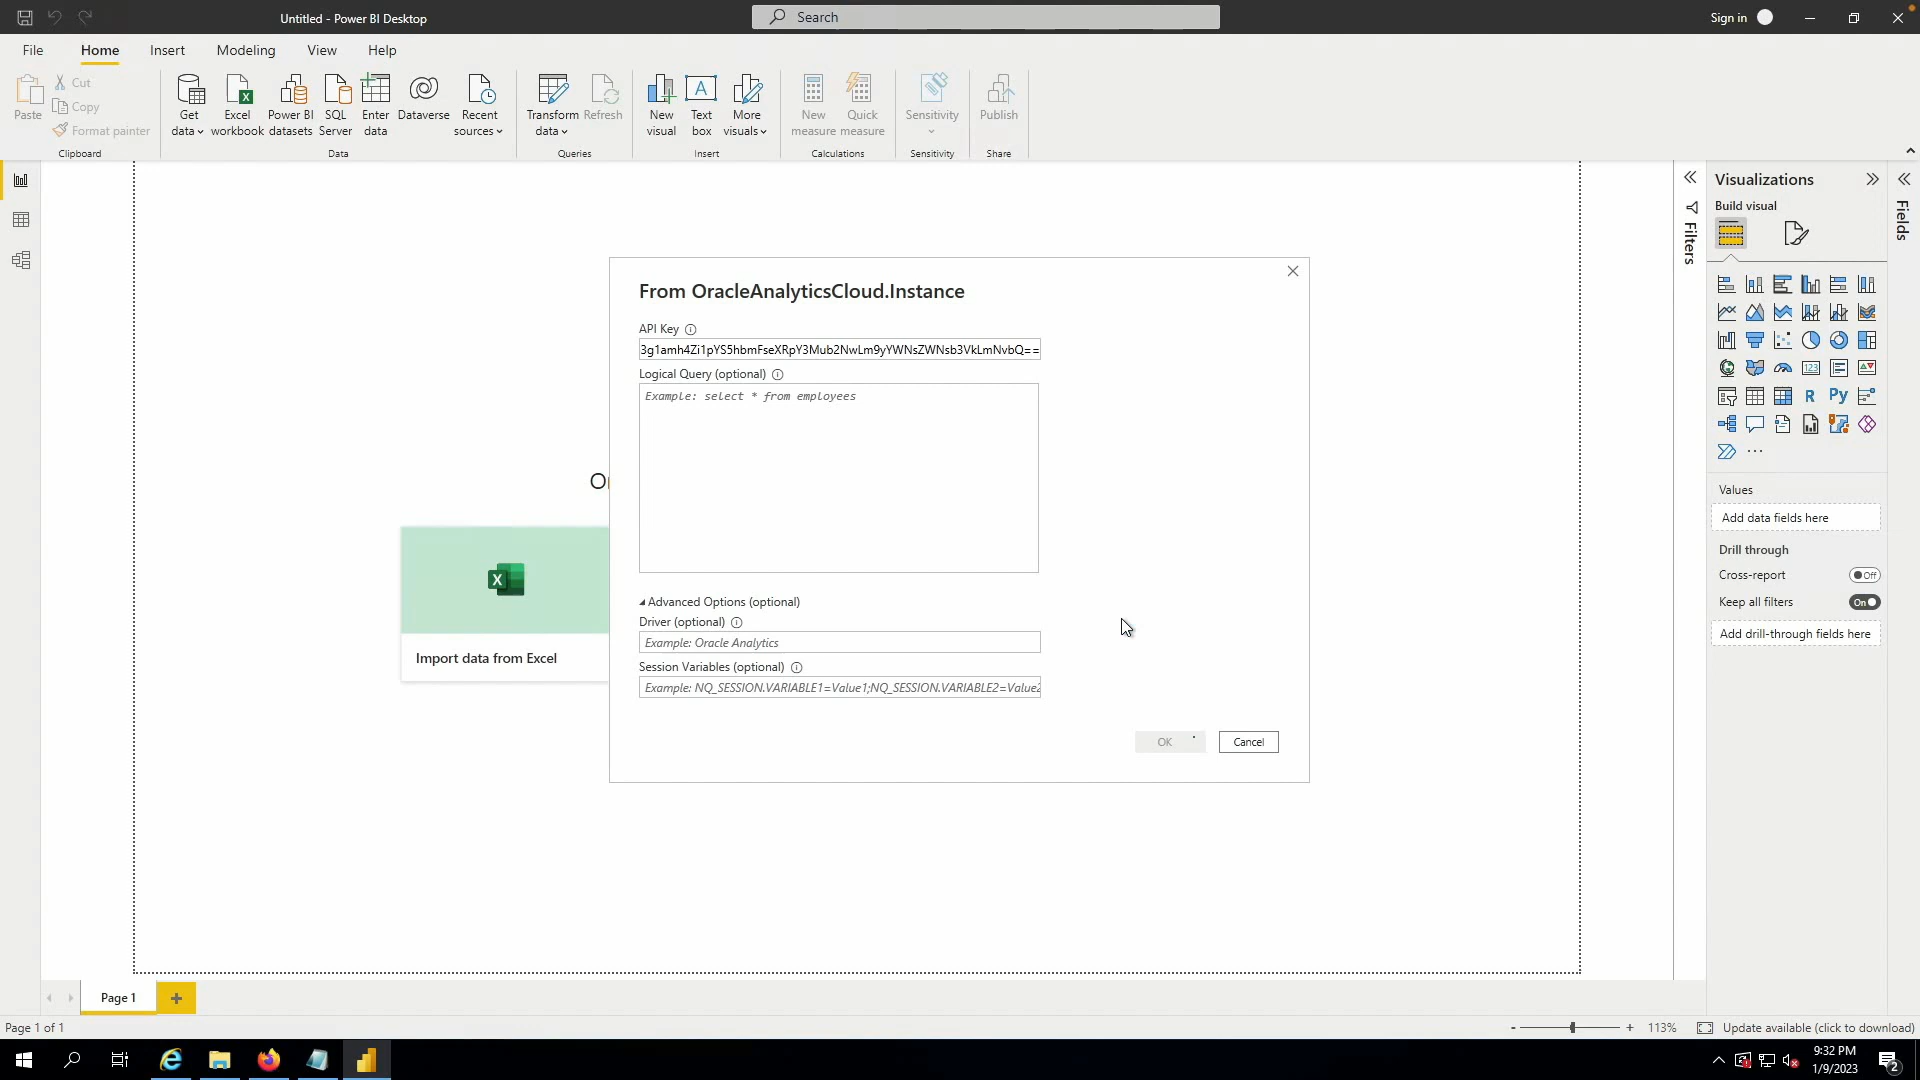 Untitled - Power BI Desktop
Search
Sign in
File
Home
Insert
Modeling
View
Help
Paste
Cut
Copy
Format painter
Clipboard
Get data
Excel workbook
Power BI datasets
SQL Server
Enter data
Dataverse
Recent sources
Data
Transform data
Refresh
Queries
New visual
Text box
More visuals
Insert
New measure
Quick measure
Calculations
Sensitivity
Sensitivity
Publish
Share
Filters
Visualizations
Build visual
Fields
From OracleAnalyticsCloud.Instance
API Key
3g1amh4Zi1pYS5hbmFseXRpY3Mub2NwLm9yYWNsZWNsb3VkLmNvbQ==
Logical Query (optional)
Example: select * from employees
Advanced Options (optional)
Driver (optional)
Example: Oracle Analytics
Session Variables (optional)
Example: NQ_SESSION.VARIABLE1=Value1;NQ_SESSION.VARIABLE2=Value2
OK
Cancel
Import data from Excel
R
Py
123
Values
Add data fields here
Drill through
Cross-report
Off
Keep all filters
On
Add drill-through fields here
Page 1
Page 1 of 1
113%
Update available (click to download)
9:32 PM
1/9/2023
2